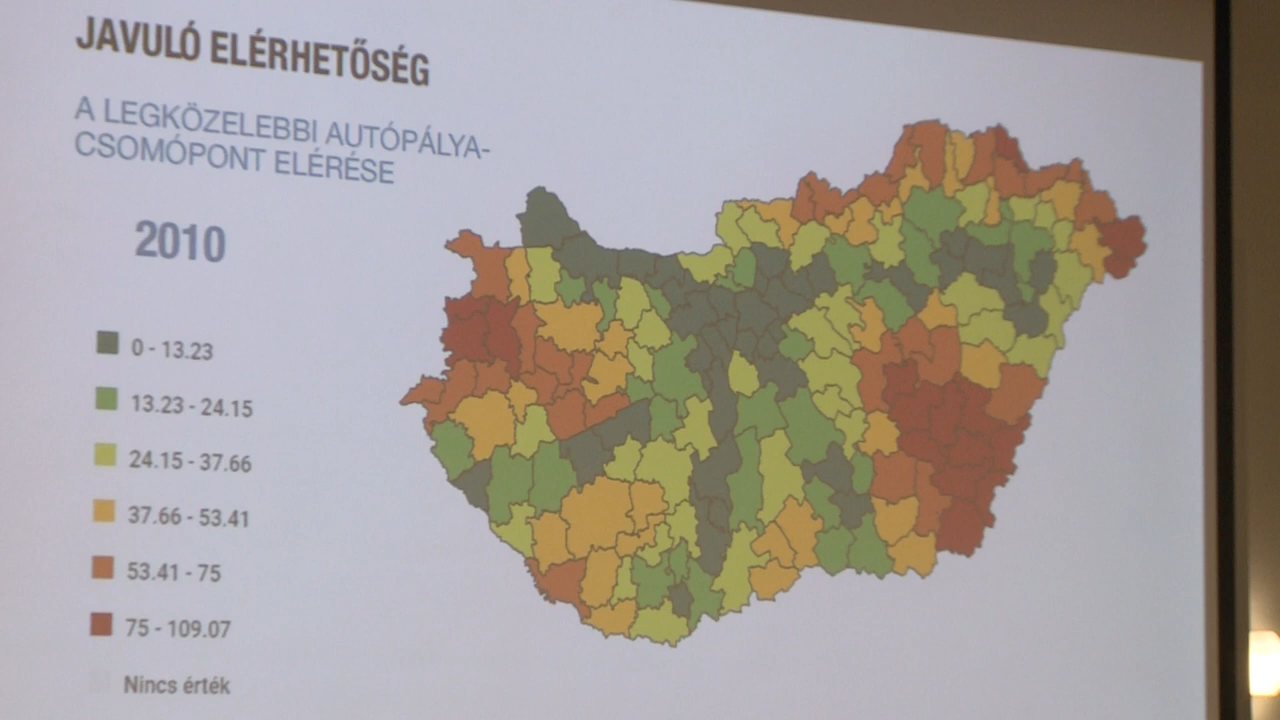 JAVULÓ ELÉRHETŐSÉG
A LEGKÖZELEBBI AUTÓPÁLYA-
CSOMÓPONT ELÉRÉSE
2010
0 - 13.23
13.23 - 24.15
24.15 - 37.66
37.66 - 53.41
53.41 - 75
75 - 109.07
Nincs érték